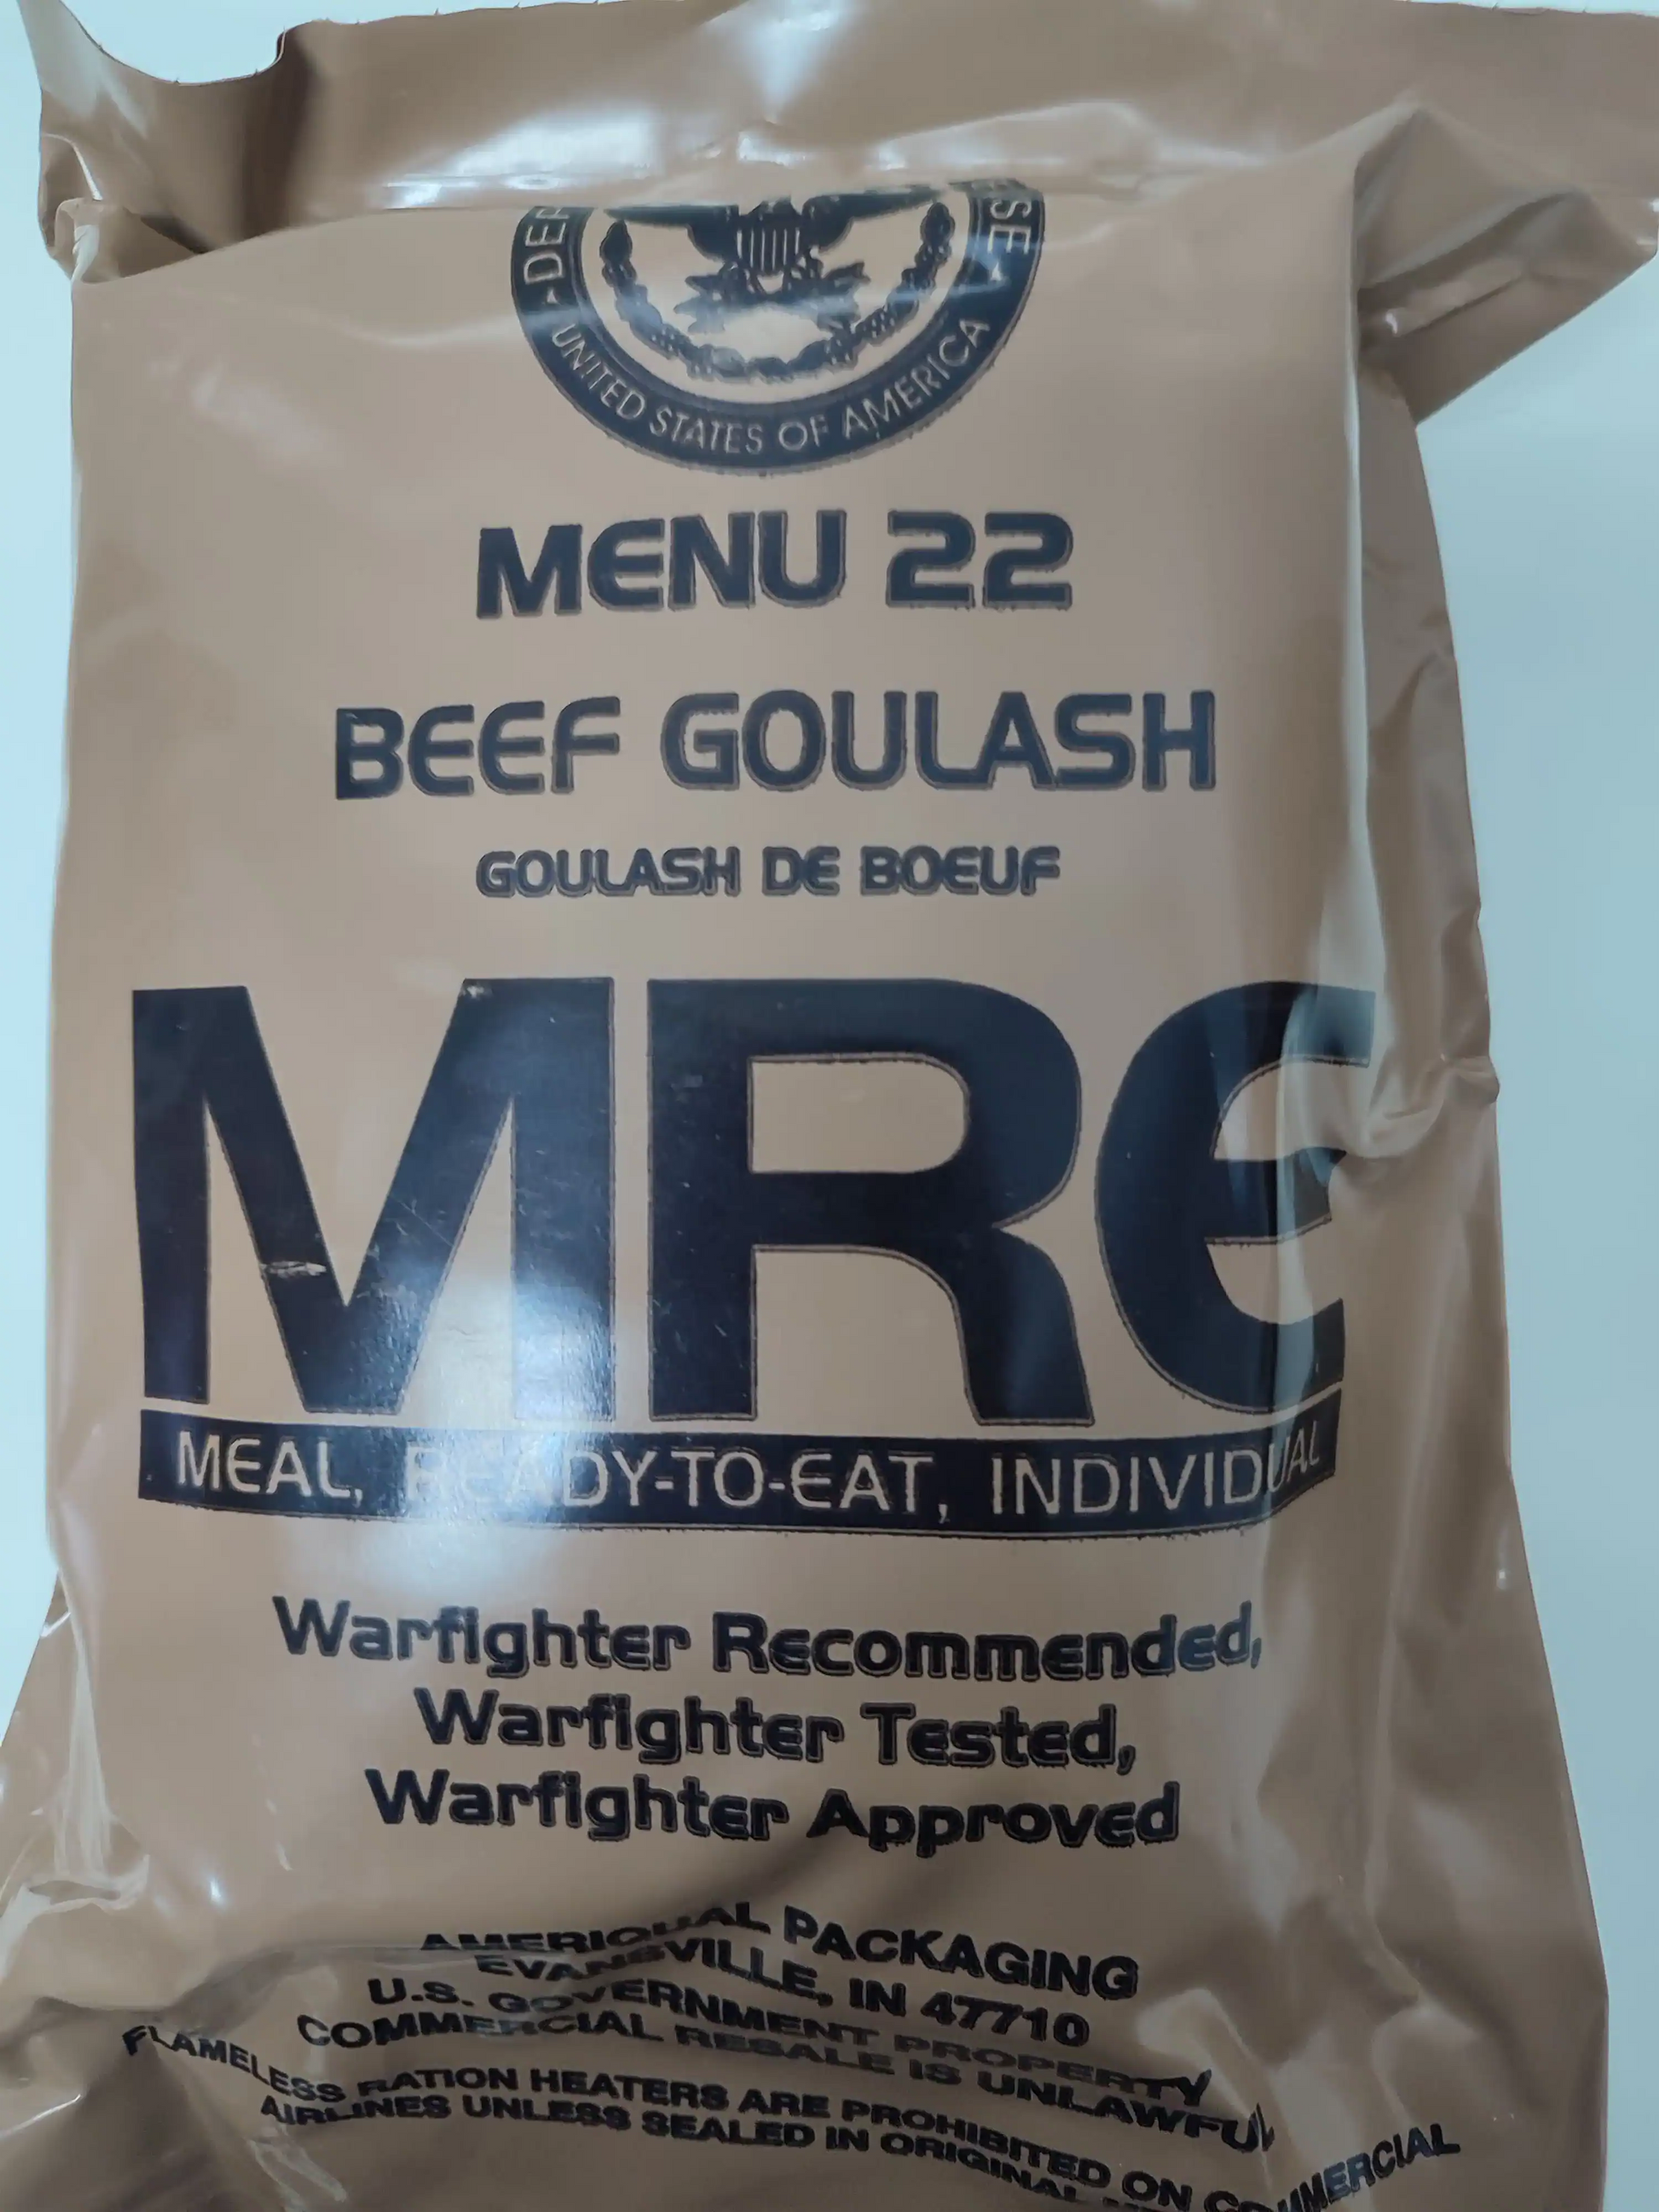 UNITED STATES OF AMERICA
MENU 22
BEEF GOULASH
GOULASH DE BOEUF
MRE
MEAL, READY-TO-EAT, INDIVIDUAL
Warfighter Recommended,
Warfighter Tested,
Warfighter Approved
AMERIQUAL PACKAGING
EVANSVILLE, IN 47710
U.S. GOVERNMENT PROPERTY
COMMERCIAL RESALE IS UNLAWFUL
FLAMELESS RATION HEATERS ARE PROHIBITED ON COMMERCIAL
AIRLINES UNLESS SEALED IN ORIGINAL